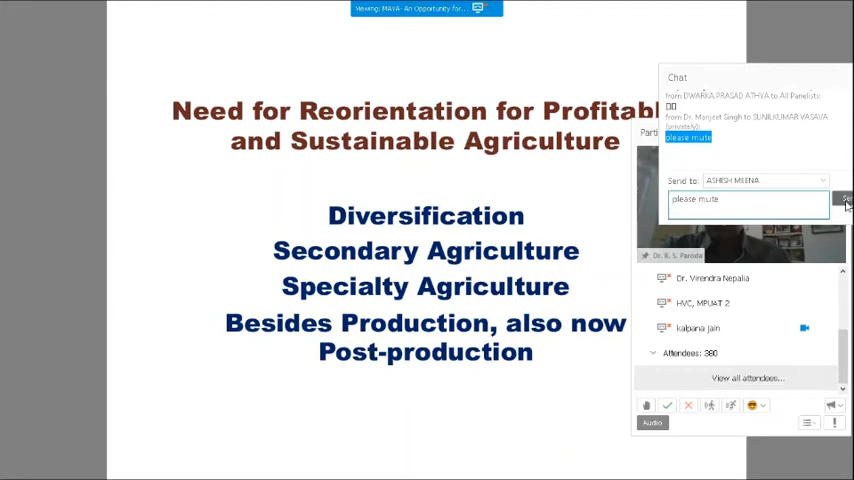 Viewing: MAYA- An Opportunity for...
Need for Reorientation for Profitabl
and Sustainable Agriculture
Diversification
Secondary Agriculture
Specialty Agriculture
Besides Production, also now
Post-production
Chat
from DWARKA PRASAD ATHYA to All Panelists:
from Dr. Manjeet Singh to SUNILKUMAR VASAVA
(privately):
please mute
Send to: ASHISH MEENA
please mute
Parti
Dr. R. S. Paroda
Dr. Virendra Nepalia
HVC, MPUAT 2
kalpana jain
Attendees: 380
View all attendees...
Audio